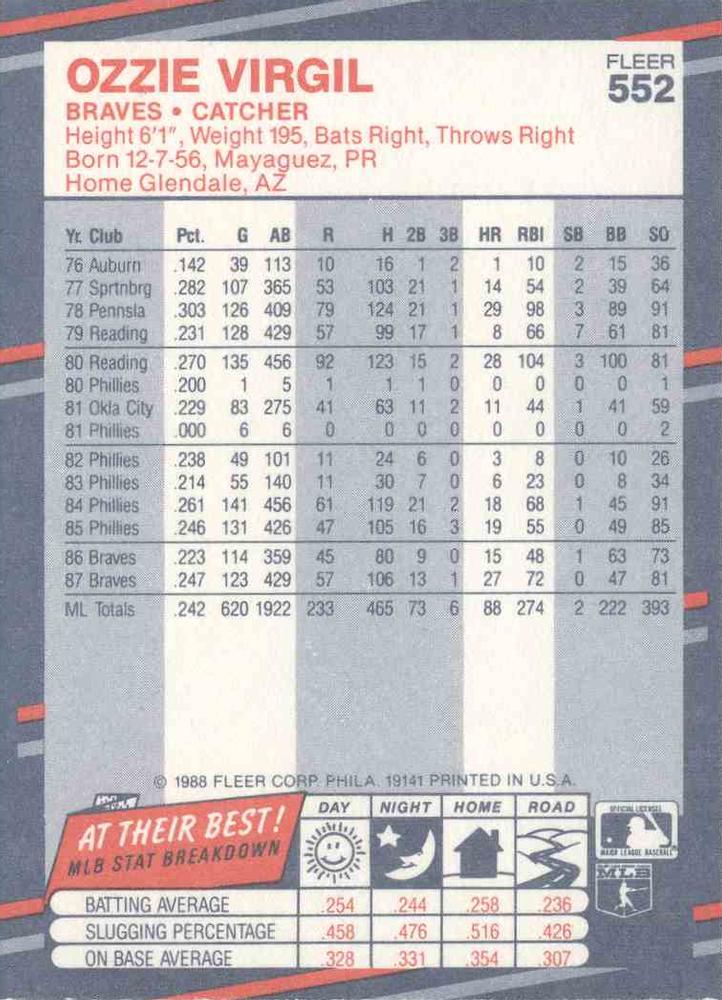 OZZIE VIRGIL
FLEER
552
BRAVES • CATCHER
Height 6'1", Weight 195, Bats Right, Throws Right
Born 12-7-56, Mayaguez, PR
Home Glendale, AZ
Yr. Club Pct. G AB R H 2B 3B HR RBI SB BB SO
76 Auburn .142 39 113 10 16 1 2 1 10 2 15 36
77 Sprtnbrg .282 107 365 53 103 21 1 14 54 2 39 64
78 Pennsla .303 126 409 79 124 21 1 29 98 3 89 91
79 Reading .231 128 429 57 99 17 1 8 66 7 61 81
80 Reading .270 135 456 92 123 15 2 28 104 3 100 81
80 Phillies .200 1 5 1 1 1 0 0 0 0 0 1
81 Okla City .229 83 275 41 63 11 2 11 44 1 41 59
81 Phillies .000 6 6 0 0 0 0 0 0 0 0 2
82 Phillies .238 49 101 11 24 6 0 3 8 0 10 26
83 Phillies .214 55 140 11 30 7 0 6 23 0 8 34
84 Phillies .261 141 456 61 119 21 2 18 68 1 45 91
85 Phillies .246 131 426 47 105 16 3 19 55 0 49 85
86 Braves .223 114 359 45 80 9 0 15 48 1 63 73
87 Braves .247 123 429 57 106 13 1 27 72 0 47 81
ML Totals .242 620 1922 233 465 73 6 88 274 2 222 393
© 1988 FLEER CORP. PHILA. 19141 PRINTED IN U.S.A.
AT THEIR BEST!
MLB STAT BREAKDOWN
DAY NIGHT HOME ROAD
OFFICIAL LICENSEE
MAJOR LEAGUE BASEBALL
MLB
BATTING AVERAGE .254 .244 .258 .236
SLUGGING PERCENTAGE .458 .476 .516 .426
ON BASE AVERAGE .328 .331 .354 .307